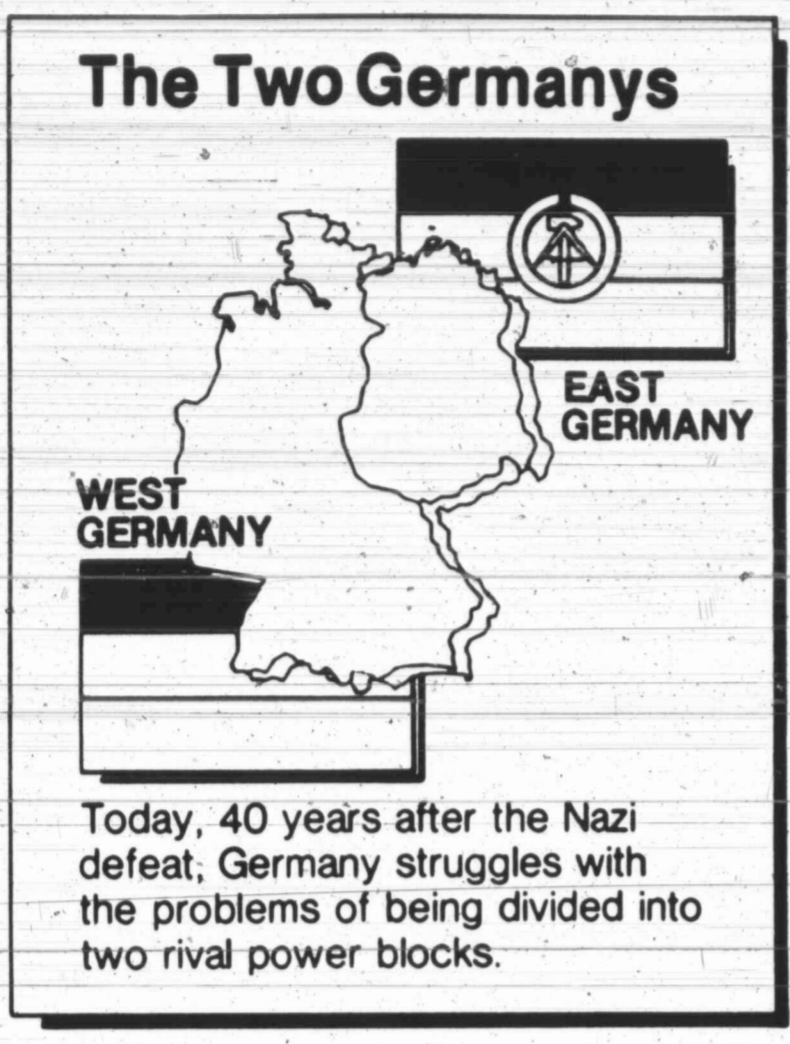 The Two Germanys
EAST
GERMANY
WEST
GERMANY
Today, 40 years after the Nazi
defeat, Germany struggles with
the problems of being divided into
two rival power blocks.